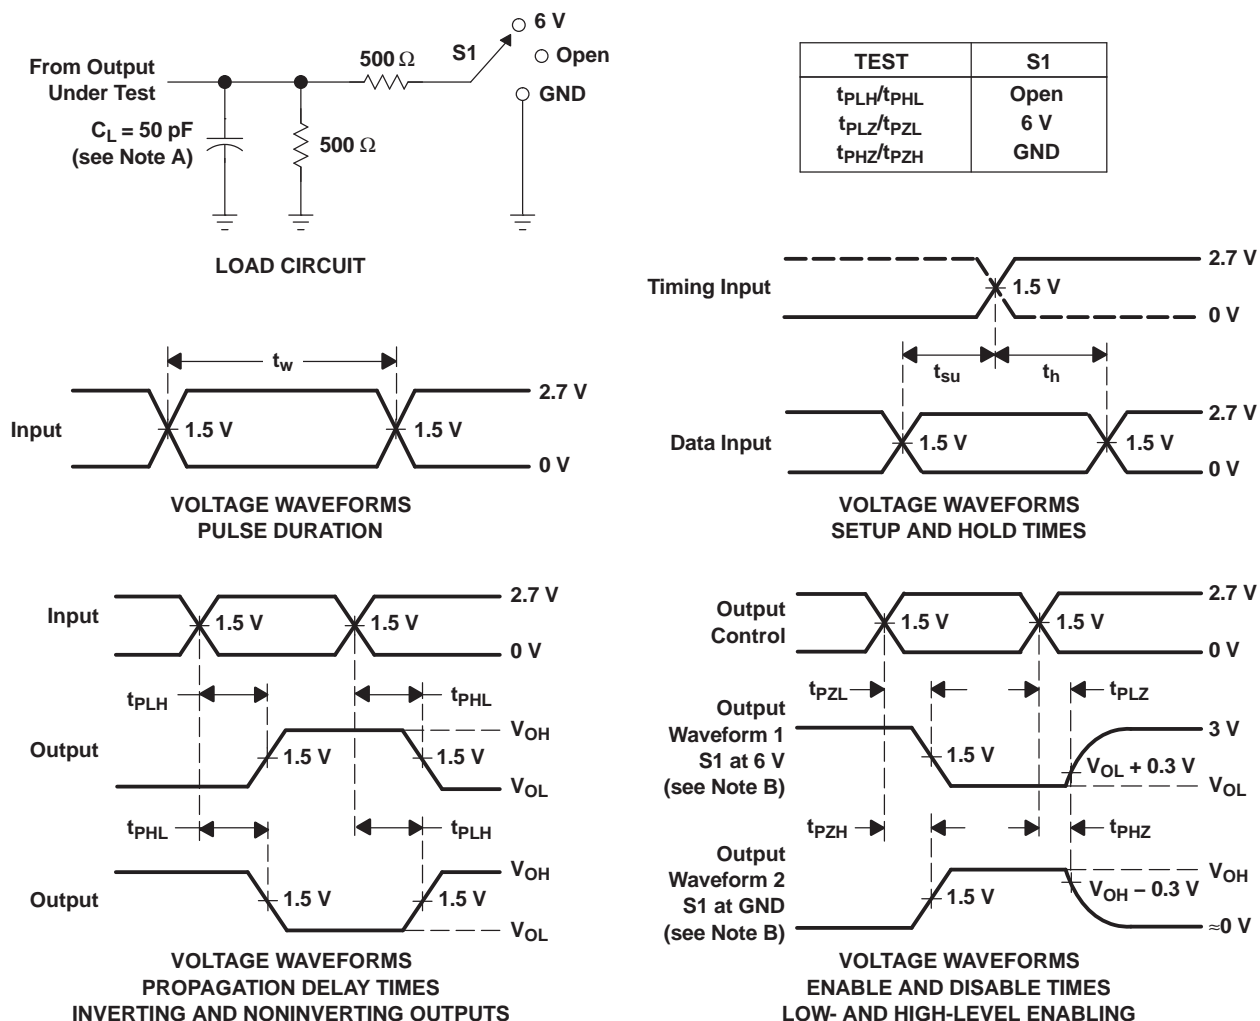 6 V
S1
Open
500 Ω
From Output
Under Test
GND
C_L = 50 pF
(see Note A)
500 Ω
LOAD CIRCUIT
TEST S1
t_PLH/t_PHL Open
t_PLZ/t_PZL 6 V
t_PHZ/t_PZH GND
Timing Input
2.7 V
1.5 V
0 V
t_su
t_h
Data Input
2.7 V
1.5 V
1.5 V
0 V
VOLTAGE WAVEFORMS
SETUP AND HOLD TIMES
t_w
Input
2.7 V
1.5 V
1.5 V
0 V
VOLTAGE WAVEFORMS
PULSE DURATION
Input
2.7 V
1.5 V
1.5 V
0 V
t_PLH
t_PHL
Output
V_OH
1.5 V
1.5 V
V_OL
t_PHL
t_PLH
Output
V_OH
1.5 V
1.5 V
V_OL
VOLTAGE WAVEFORMS
PROPAGATION DELAY TIMES
INVERTING AND NONINVERTING OUTPUTS
Output
Control
2.7 V
1.5 V
1.5 V
0 V
t_PZL
t_PLZ
Output
Waveform 1
S1 at 6 V
(see Note B)
3 V
1.5 V
V_OL + 0.3 V
V_OL
t_PZH
t_PHZ
Output
Waveform 2
S1 at GND
(see Note B)
V_OH
1.5 V
V_OH − 0.3 V
≈0 V
VOLTAGE WAVEFORMS
ENABLE AND DISABLE TIMES
LOW- AND HIGH-LEVEL ENABLING